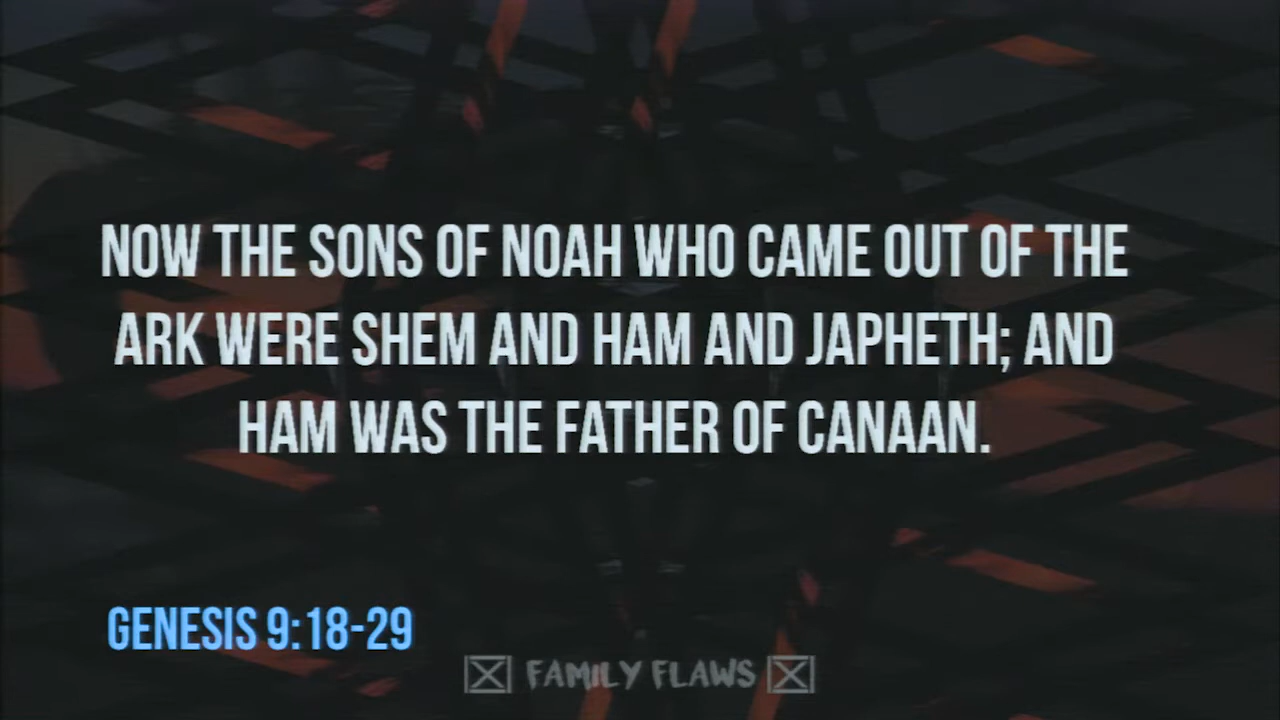 NOW THE SONS OF NOAH WHO CAME OUT OF THE
ARK WERE SHEM AND HAM AND JAPHETH; AND
HAM WAS THE FATHER OF CANAAN.
GENESIS 9:18-29
FAMILY FLAWS